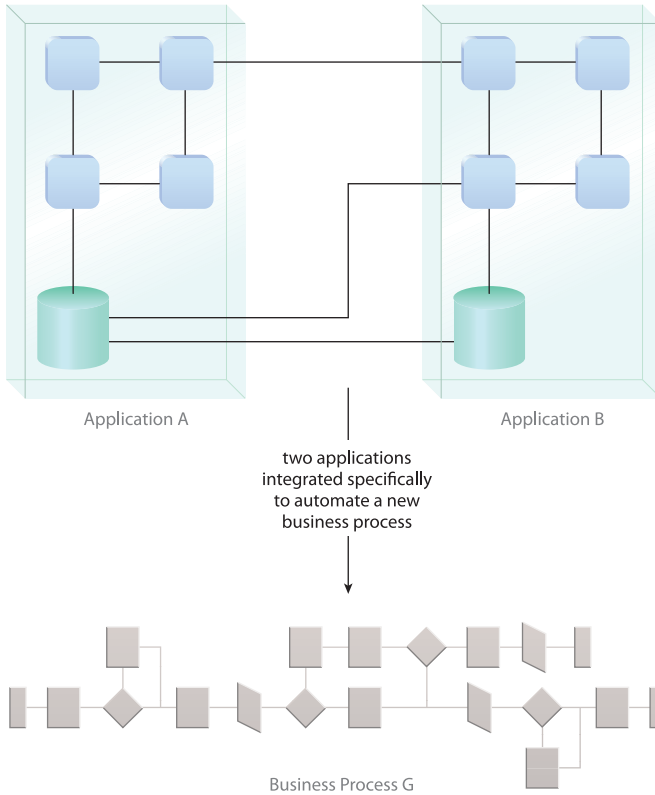 Application A
Application B
two applications
integrated specifically
to automate a new
business process
Business Process G